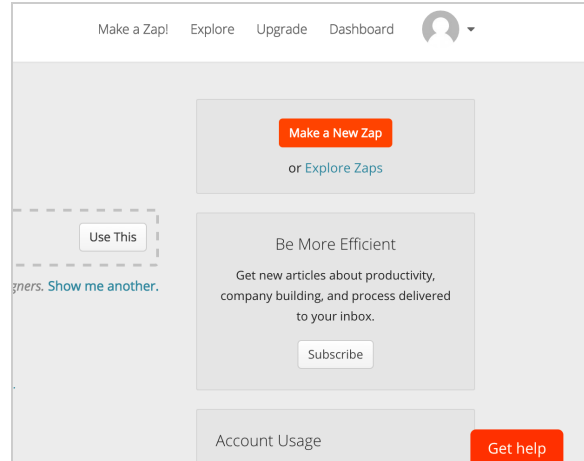 Make a Zap! Explore Upgrade Dashboard
Make a New Zap
or Explore Zaps
Use This
Show me another.
Be More Efficient
Get new articles about productivity,
company building, and process delivered
to your inbox.
Subscribe
Account Usage
Get help